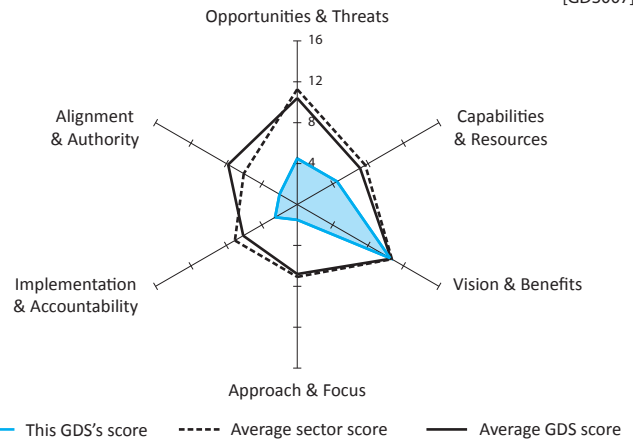 Opportunities & Threats
16
12
8
4
Alignment
& Authority
Capabilities
& Resources
Implementation
& Accountability
Vision & Benefits
Approach & Focus
This GDS's score
Average sector score
Average GDS score